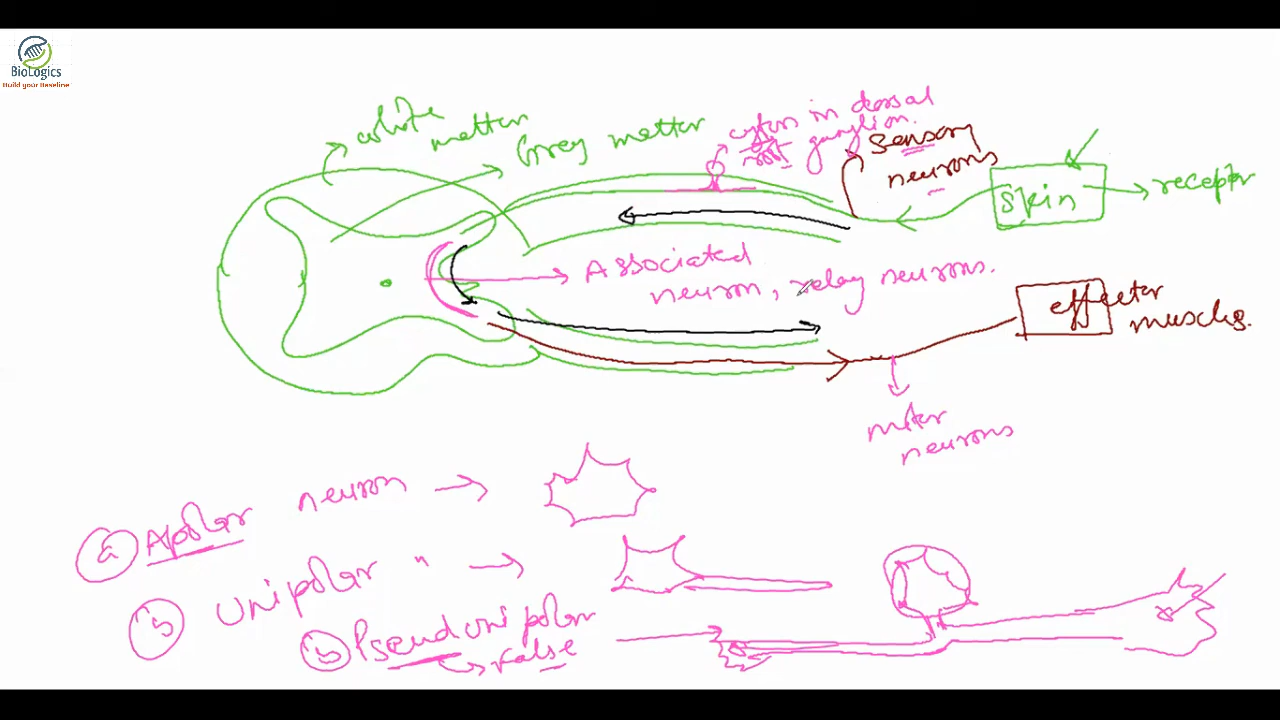 BioLogics
Build your Baseline
white
matter
Grey matter
cyton in dorsal
root ganglion.
Sensory
neurons
Skin
receptor
Associated
neuron, relay neurons.
effector
muscles.
motor
neurons
a Apolar neuron →
b Unipolar " →
b Pseudounipolar
False